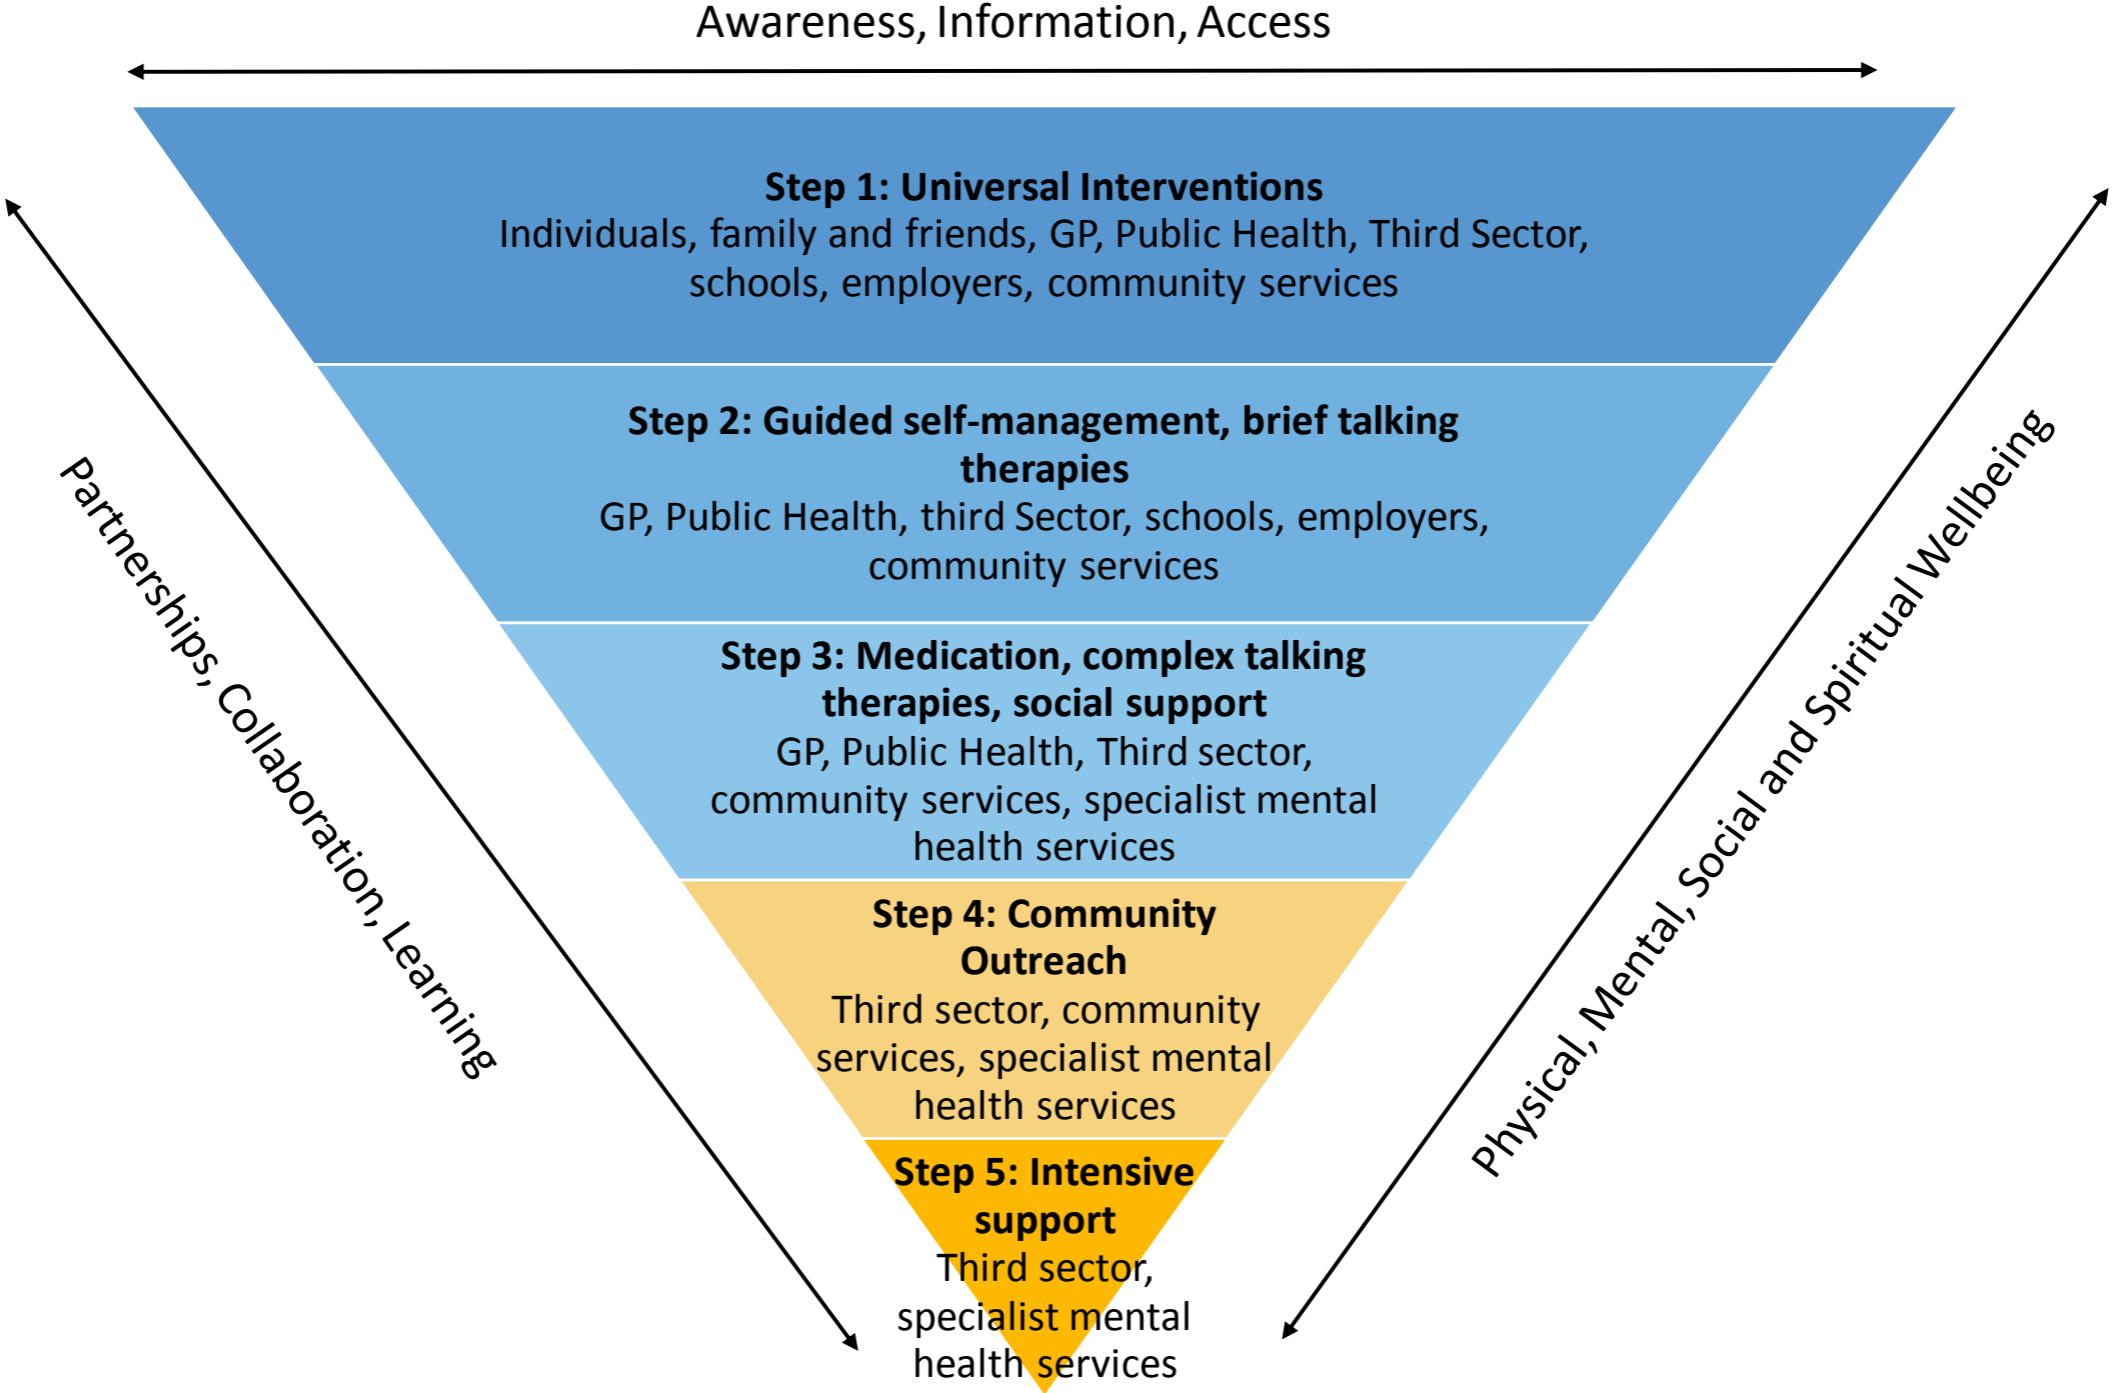 Awareness, Information, Access
Step 1: Universal Interventions
Individuals, family and friends, GP, Public Health, Third Sector,
schools, employers, community services
Step 2: Guided self-management, brief talking
therapies
GP, Public Health, third Sector, schools, employers,
community services
Step 3: Medication, complex talking
therapies, social support
GP, Public Health, Third sector,
community services, specialist mental
health services
Step 4: Community
Outreach
Third sector, community
services, specialist mental
health services
Step 5: Intensive
support
Third sector,
specialist mental
health services
Partnerships, Collaboration, Learning
Physical, Mental, Social and Spiritual Wellbeing